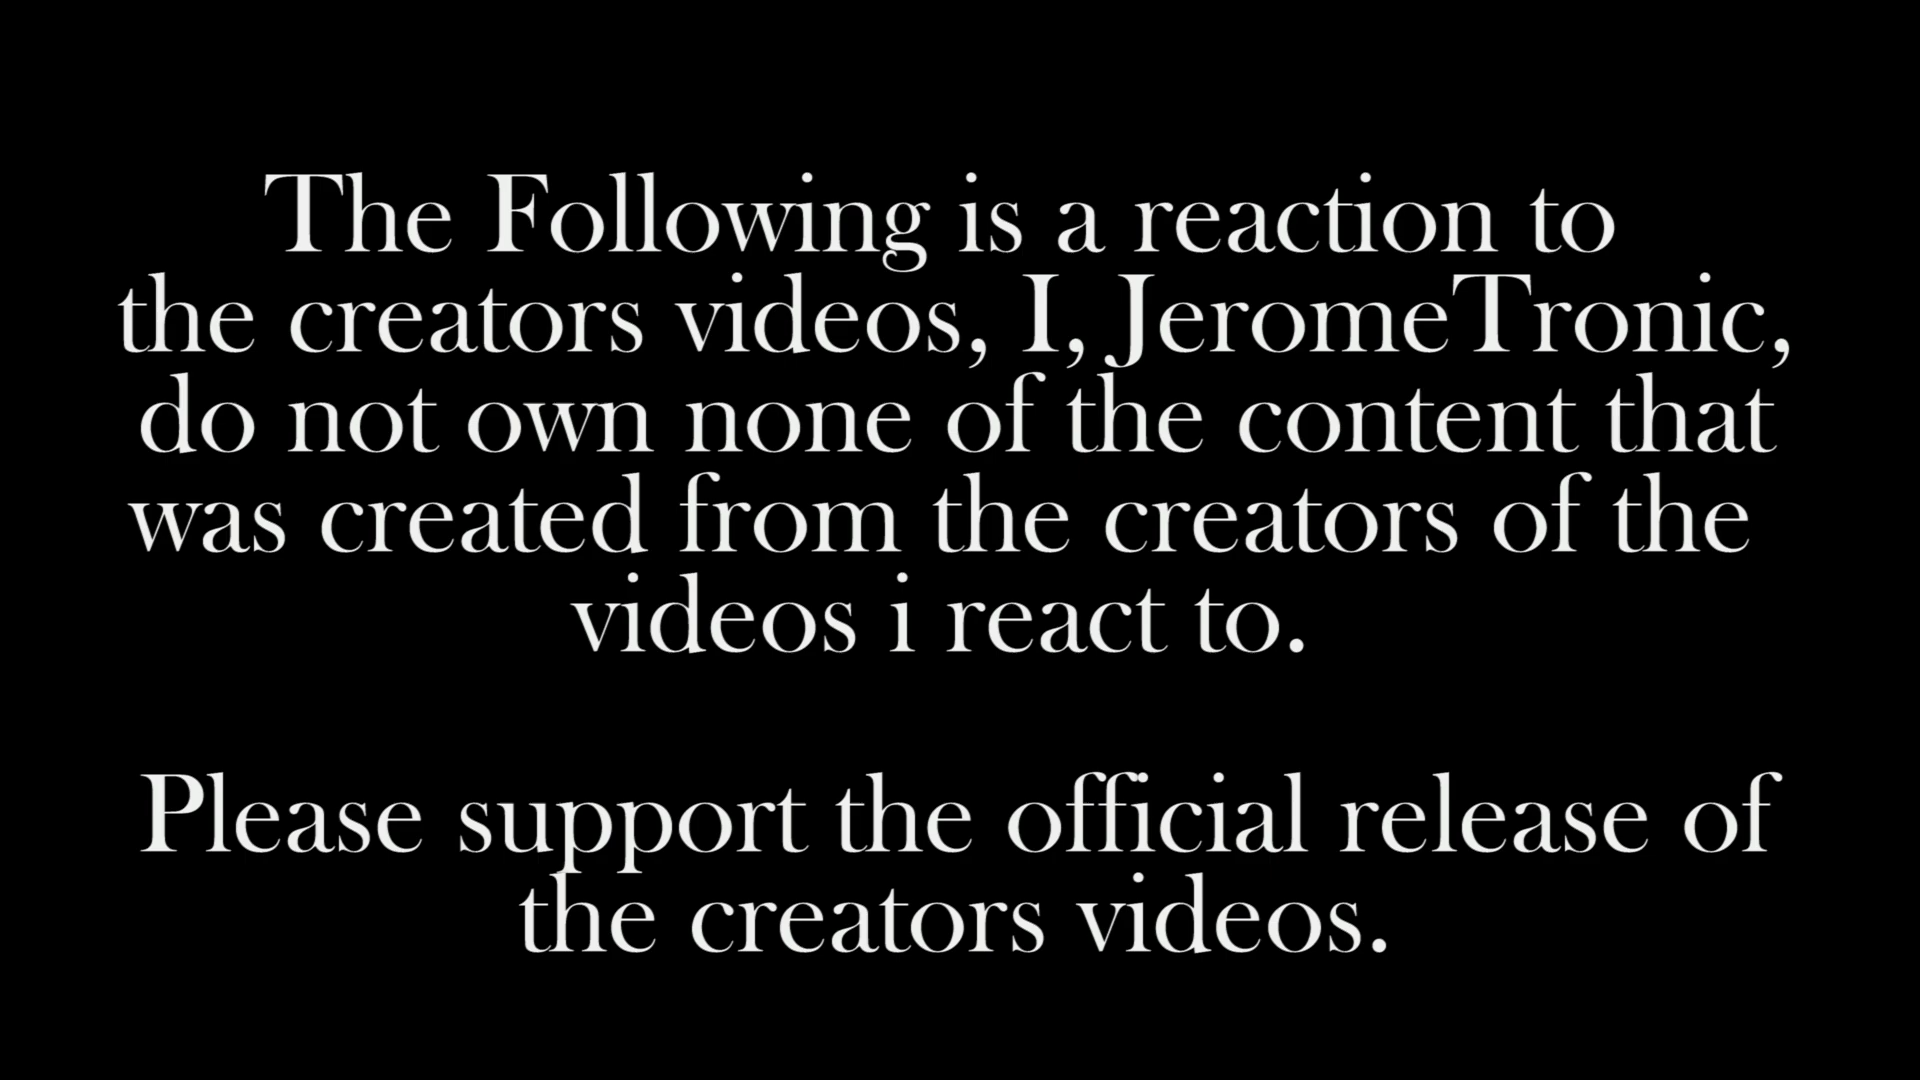 The Following is a reaction to
the creators videos, I, JeromeTronic,
do not own none of the content that
was created from the creators of the
videos i react to.
Please support the official release of
the creators videos.